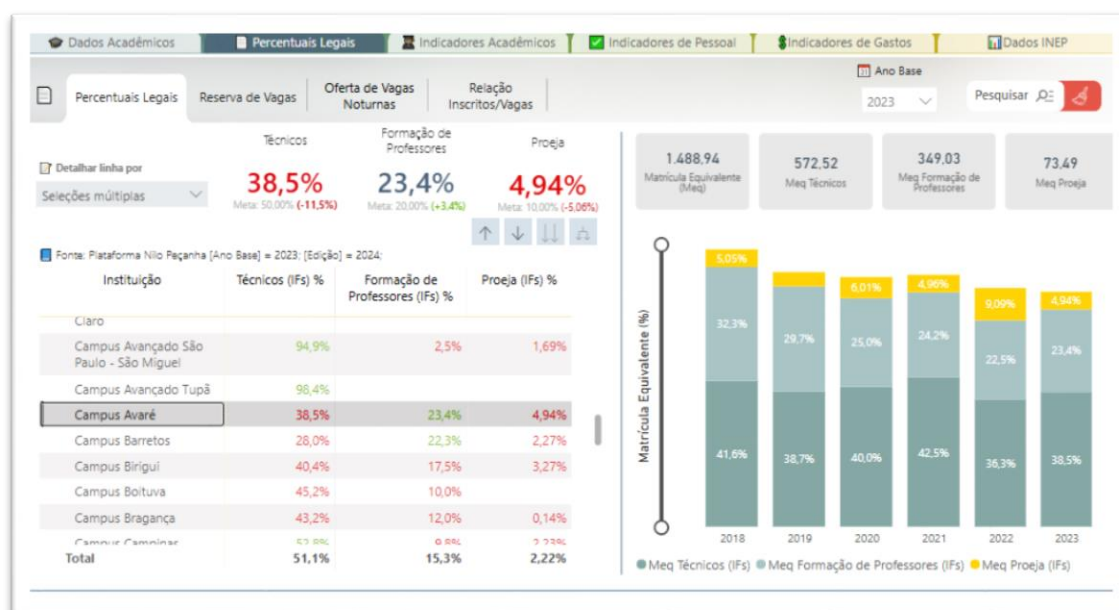 Dados Acadêmicos
Percentuais Legais
Indicadores Acadêmicos
Indicadores de Pessoal
Indicadores de Gastos
Dados INEP
Percentuais Legais
Reserva de Vagas
Oferta de Vagas
Noturnas
Relação
Inscritos/Vagas
Ano Base
2023
Pesquisar
Detalhar linha por
Seleções múltiplas
Técnicos
38,5%
Meta: 50,00% (-11,5%)
Formação de
Professores
23,4%
Meta: 20,00% (+3,4%)
Proeja
4,94%
Meta: 10,00% (-5,06%)
1.488,94
Matrícula Equivalente
(Meq)
572,52
Meq Técnicos
349,03
Meq Formação de
Professores
73,49
Meq Proeja
Fonte: Plataforma Nilo Peçanha [Ano Base] = 2023; [Edição] = 2024;
Instituição Técnicos (IFs) % Formação de Professores (IFs) % Proeja (IFs) %
Claro
Campus Avançado São
Paulo - São Miguel 94,9% 2,5% 1,69%
Campus Avançado Tupã 98,4%
Campus Avaré 38,5% 23,4% 4,94%
Campus Barretos 28,0% 22,3% 2,27%
Campus Birigui 40,4% 17,5% 3,27%
Campus Boituva 45,2% 10,0%
Campus Bragança 43,2% 12,0% 0,14%
Campus Campinas 52,8% 9,8% 2,23%
Total 51,1% 15,3% 2,22%
Matrícula Equivalente (%)
5,05% 6,01% 4,96% 9,09% 4,94%
32,3% 29,7% 25,0% 24,2% 22,5% 23,4%
41,6% 38,7% 40,0% 42,5% 36,3% 38,5%
2018 2019 2020 2021 2022 2023
Meq Técnicos (IFs) Meq Formação de Professores (IFs) Meq Proeja (IFs)